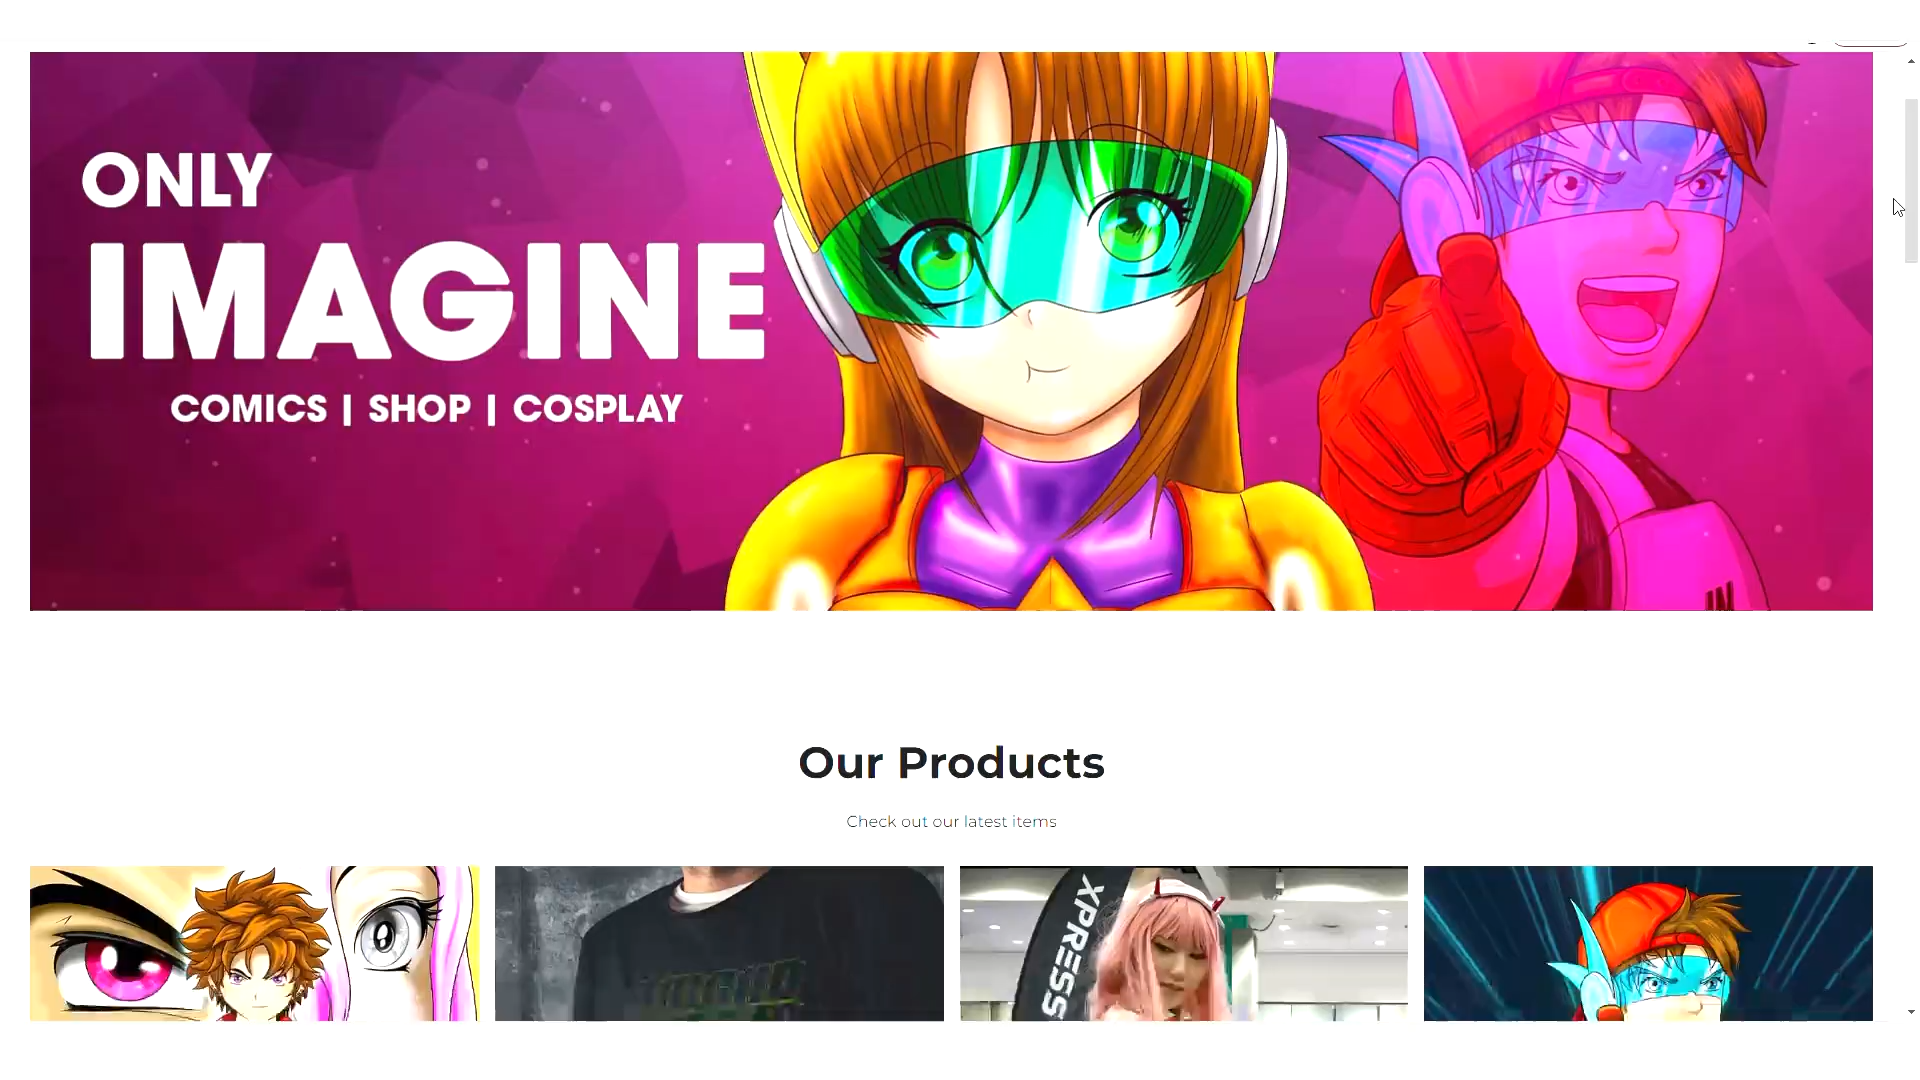 ONLY
IMAGINE
COMICS | SHOP | COSPLAY
Our Products
Check out our latest items
XPRESS